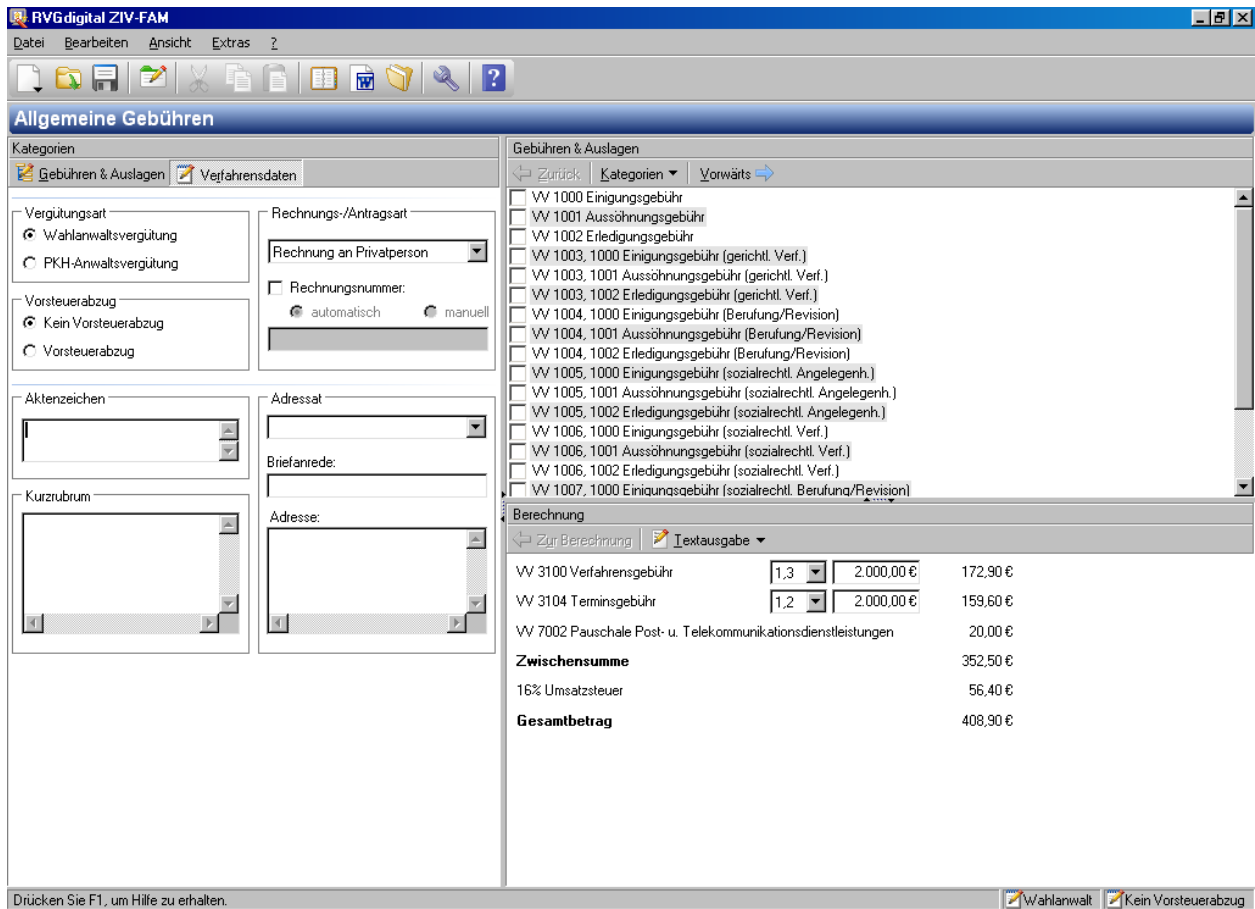 RVGdigital ZIV-FAM
Datei Bearbeiten Ansicht Extras ?
Allgemeine Gebühren
Kategorien
Gebühren & Auslagen Verfahrensdaten
Vergütungsart
Wahlanwaltsvergütung
PKH-Anwaltsvergütung
Vorsteuerabzug
Kein Vorsteuerabzug
Vorsteuerabzug
Rechnungs-/Antragsart
Rechnung an Privatperson
Rechnungsnummer:
automatisch manuell
Aktenzeichen
Kurzrubrum
Adressat
Briefanrede:
Adresse:
Gebühren & Auslagen
Zurück Kategorien Vorwärts
VV 1000 Einigungsgebühr
VV 1001 Aussöhnungsgebühr
VV 1002 Erledigungsgebühr
VV 1003, 1000 Einigungsgebühr (gerichtl. Verf.)
VV 1003, 1001 Aussöhnungsgebühr (gerichtl. Verf.)
VV 1003, 1002 Erledigungsgebühr (gerichtl. Verf.)
VV 1004, 1000 Einigungsgebühr (Berufung/Revision)
VV 1004, 1001 Aussöhnungsgebühr (Berufung/Revision)
VV 1004, 1002 Erledigungsgebühr (Berufung/Revision)
VV 1005, 1000 Einigungsgebühr (sozialrechtl. Angelegenh.)
VV 1005, 1001 Aussöhnungsgebühr (sozialrechtl. Angelegenh.)
VV 1005, 1002 Erledigungsgebühr (sozialrechtl. Angelegenh.)
VV 1006, 1000 Einigungsgebühr (sozialrechtl. Verf.)
VV 1006, 1001 Aussöhnungsgebühr (sozialrechtl. Verf.)
VV 1006, 1002 Erledigungsgebühr (sozialrechtl. Verf.)
VV 1007, 1000 Einigungsgebühr (sozialrechtl. Berufung/Revision)
Berechnung
Zur Berechnung Textausgabe
VV 3100 Verfahrensgebühr 1,3 2.000,00 € 172,90 €
VV 3104 Terminsgebühr 1,2 2.000,00 € 159,60 €
VV 7002 Pauschale Post- u. Telekommunikationsdienstleistungen 20,00 €
Zwischensumme 352,50 €
16% Umsatzsteuer 56,40 €
Gesamtbetrag 408,90 €
Drücken Sie F1, um Hilfe zu erhalten. Wahlanwalt Kein Vorsteuerabzug